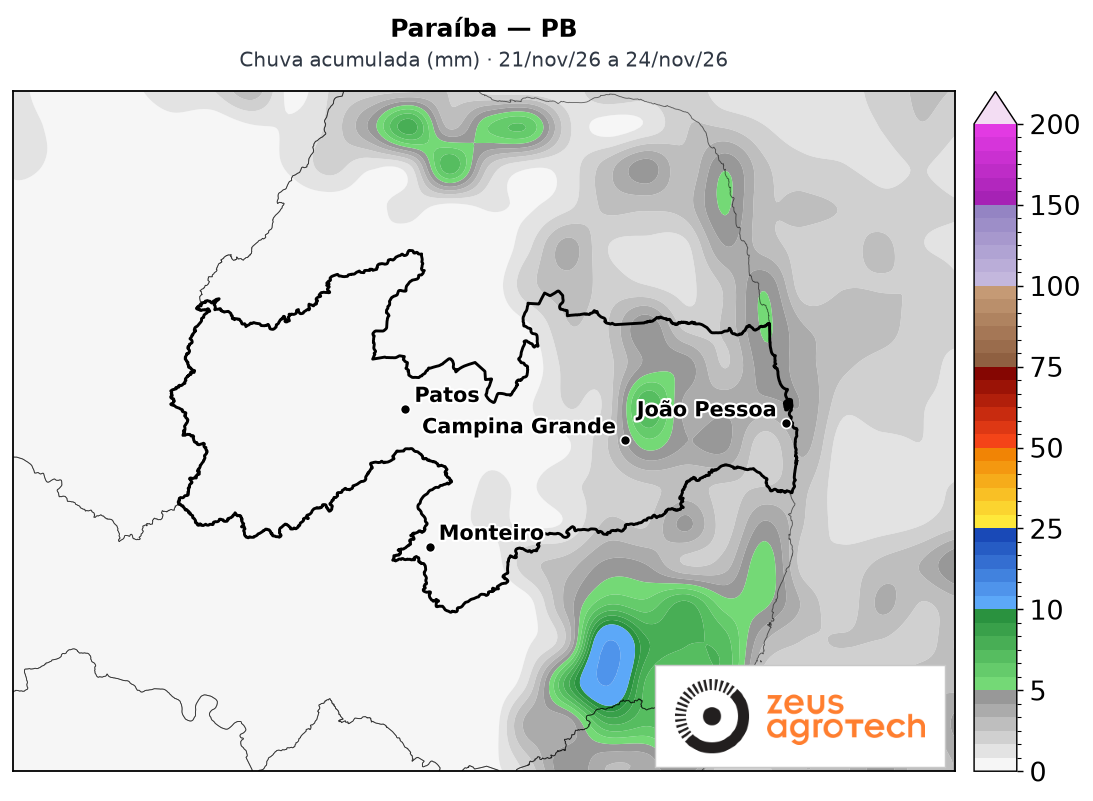 Paraíba — PB
Chuva acumulada (mm) · 21/nov/26 a 24/nov/26
200
150
100
75
50
25
10
5
0
Patos
João Pessoa
Campina Grande
Monteiro
zeus
agrotech